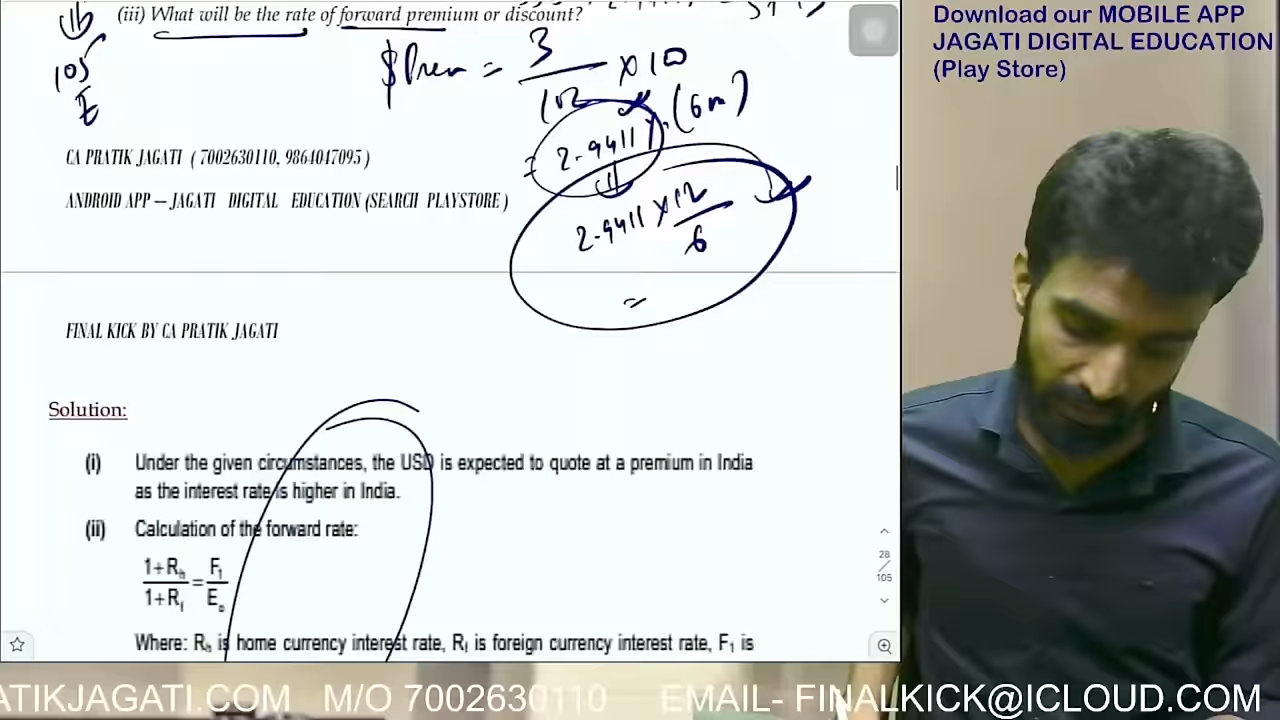 (iii) What will be the rate of forward premium or discount?
105
$ Prem = 3/102 × 100
= 2.9411 %. (6m)
2.9411 × 12/6
=
CA PRATIK JAGATI ( 7002630110, 9864047095 )
ANDROID APP – JAGATI DIGITAL EDUCATION (SEARCH PLAYSTORE )
FINAL KICK BY CA PRATIK JAGATI
Solution:
(i) Under the given circumstances, the USD is expected to quote at a premium in India
as the interest rate is higher in India.
(ii) Calculation of the forward rate:
1+Rh/1+Rf = F1/E0
Where: Rh is home currency interest rate, Rf is foreign currency interest rate, F1 is
28
/
105
Download our MOBILE APP
JAGATI DIGITAL EDUCATION
(Play Store)
ATIKJAGATI.COM M/O 7002630110 EMAIL- FINALKICK@ICLOUD.COM